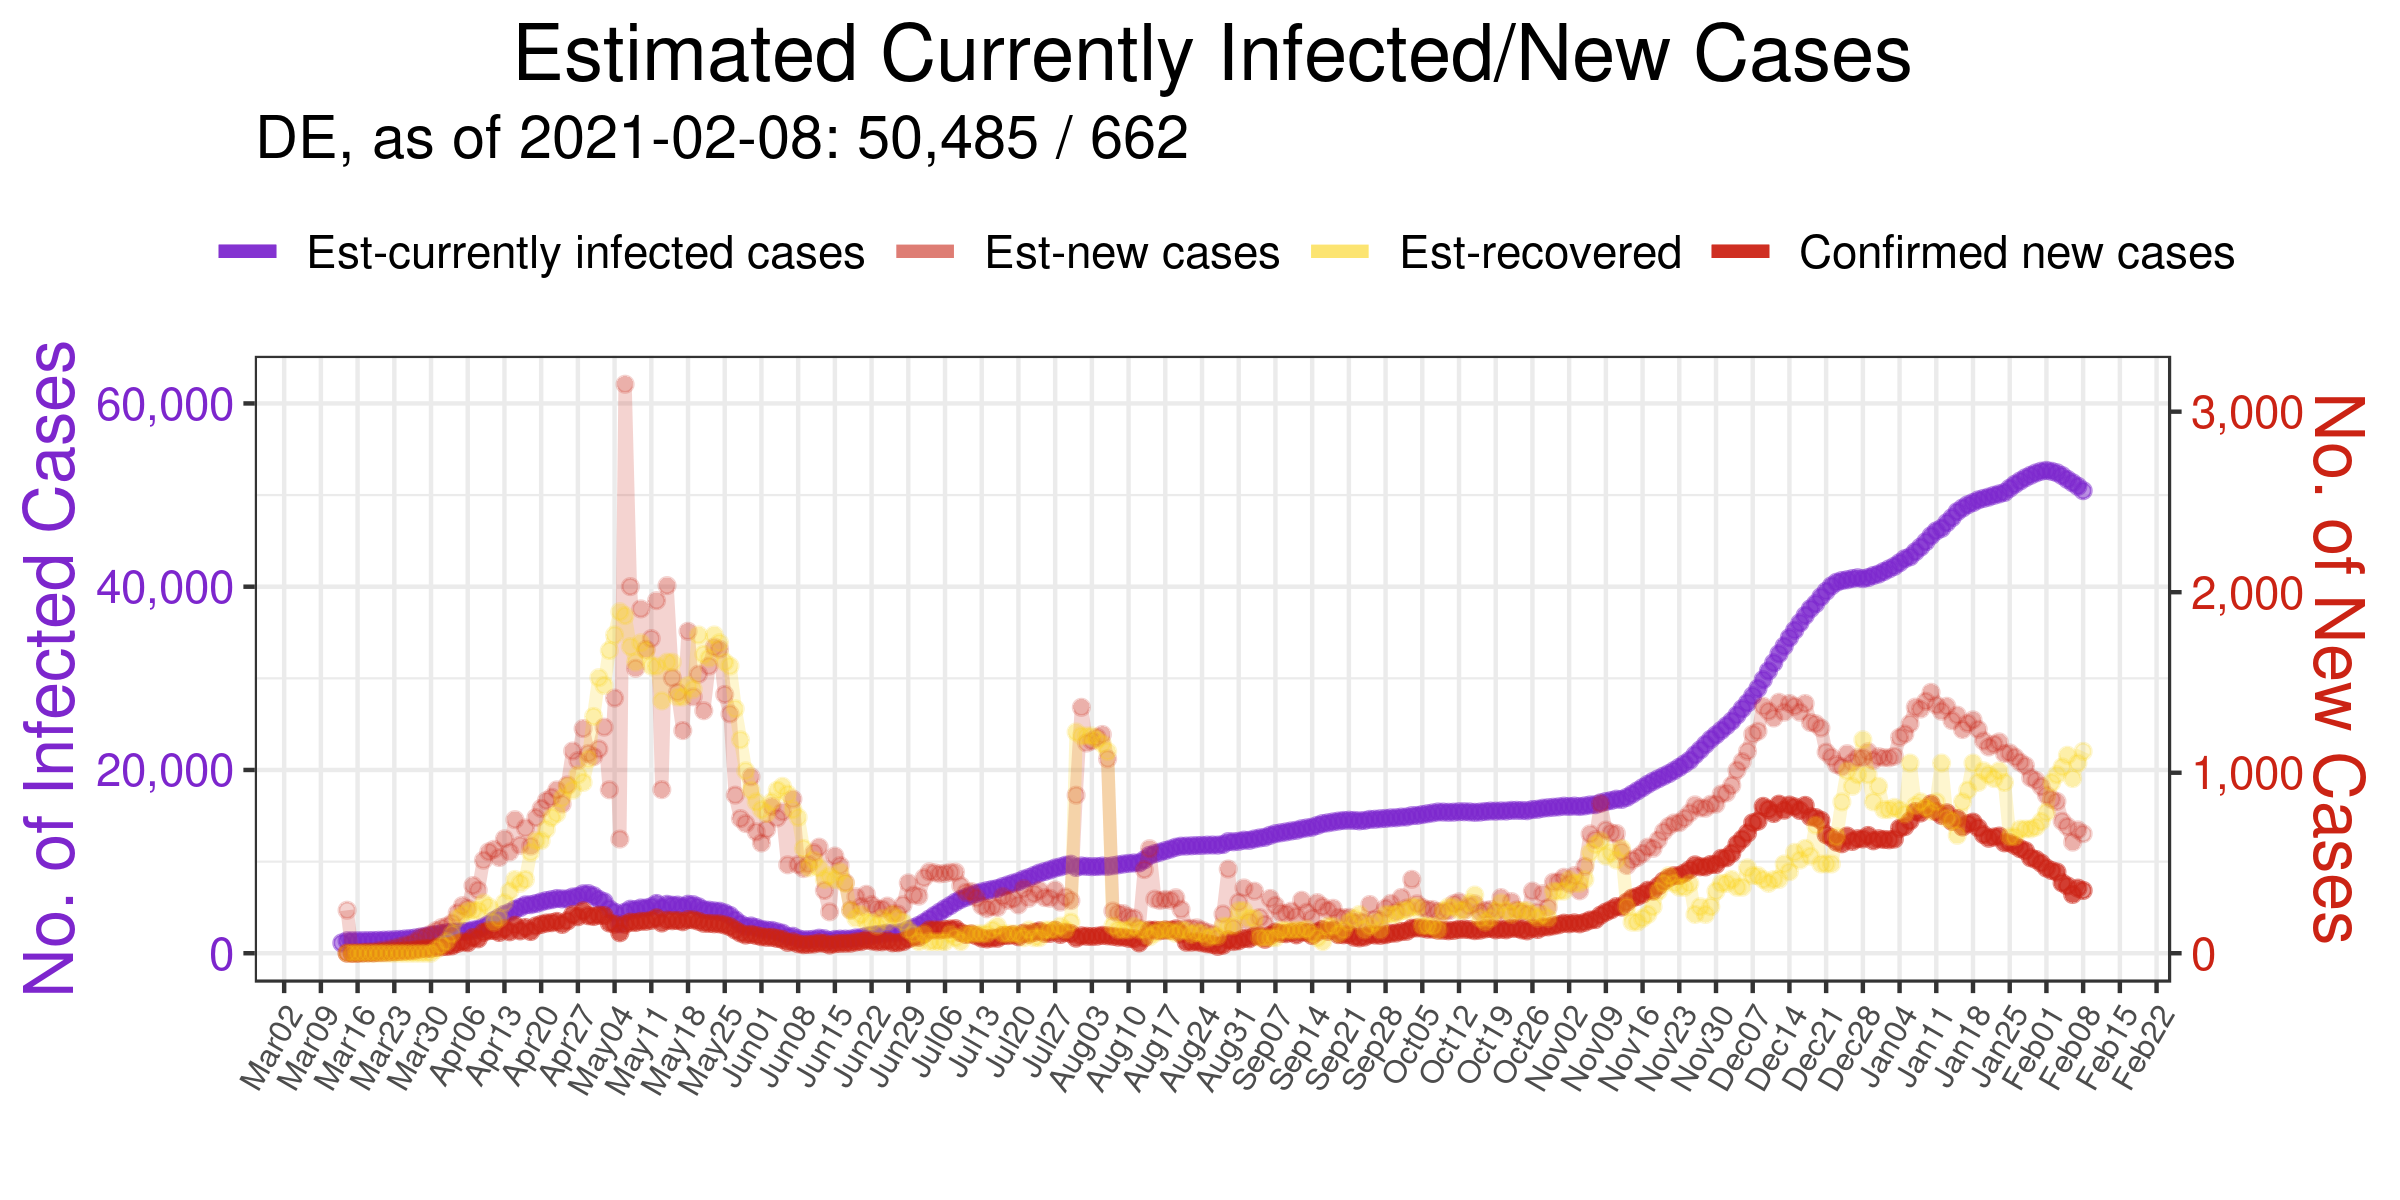 Estimated Currently Infected/New Cases
DE, as of 2021-02-08: 50,485 / 662
Est-currently infected cases Est-new cases Est-recovered Confirmed new cases
No. of Infected Cases
60,000
40,000
20,000
0
3,000
2,000
1,000
0
No. of New Cases
Mar02 Mar09 Mar16 Mar23 Mar30 Apr06 Apr13 Apr20 Apr27 May04 May11 May18 May25 Jun01 Jun08 Jun15 Jun22 Jun29 Jul06 Jul13 Jul20 Jul27 Aug03 Aug10 Aug17 Aug24 Aug31 Sep07 Sep14 Sep21 Sep28 Oct05 Oct12 Oct19 Oct26 Nov02 Nov09 Nov16 Nov23 Nov30 Dec07 Dec14 Dec21 Dec28 Jan04 Jan11 Jan18 Jan25 Feb01 Feb08 Feb15 Feb22